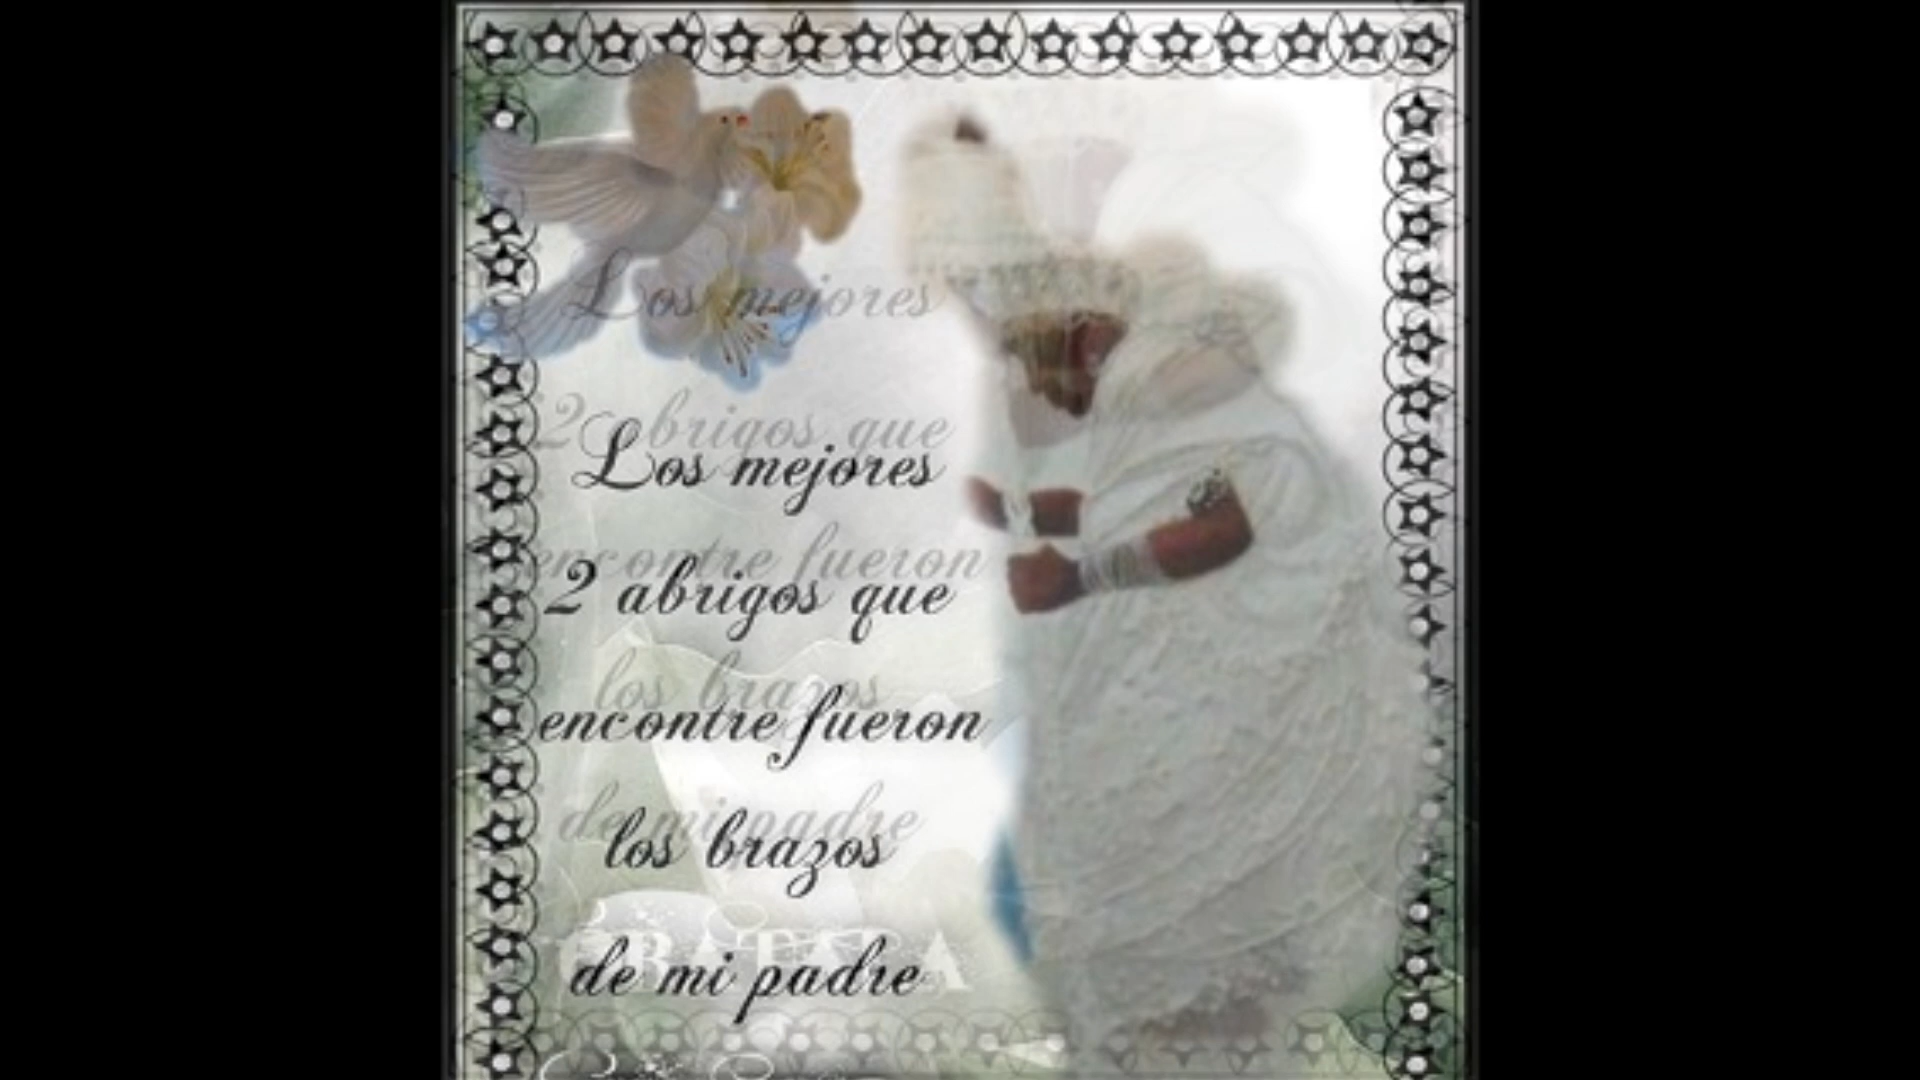 Los mejores
2 abrigos que
encontre fueron
los brazos
de mi padre